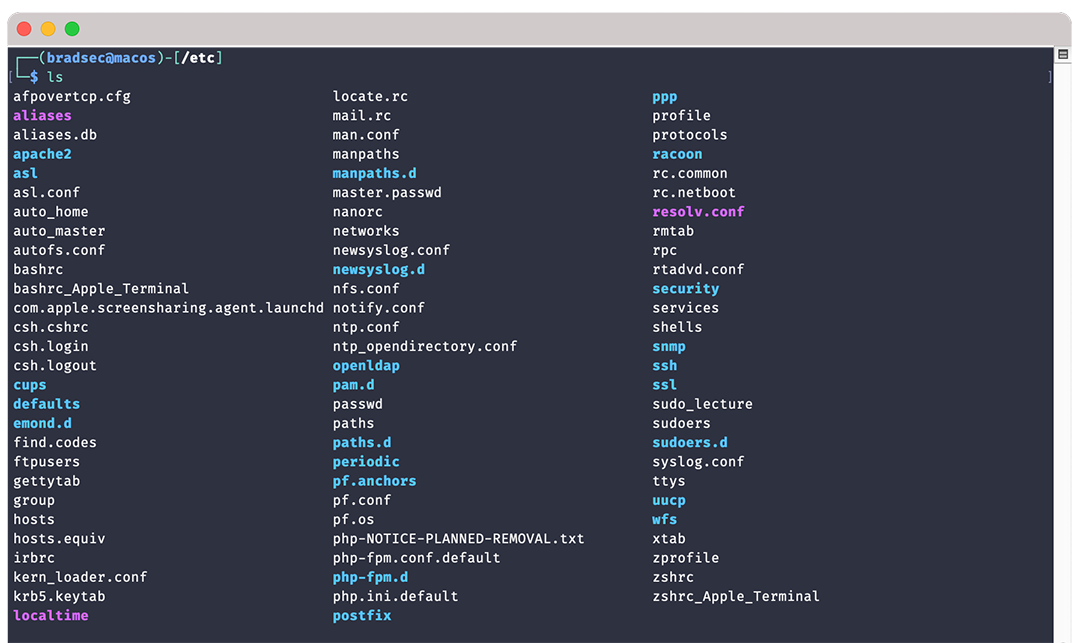 ┌──(bradsec@macos)-[/etc]
[└─$ ls ]
afpovertcp.cfg locate.rc ppp
aliases mail.rc profile
aliases.db man.conf protocols
apache2 manpaths racoon
asl manpaths.d rc.common
asl.conf master.passwd rc.netboot
auto_home nanorc resolv.conf
auto_master networks rmtab
autofs.conf newsyslog.conf rpc
bashrc newsyslog.d rtadvd.conf
bashrc_Apple_Terminal nfs.conf security
com.apple.screensharing.agent.launchd notify.conf services
csh.cshrc ntp.conf shells
csh.login ntp_opendirectory.conf snmp
csh.logout openldap ssh
cups pam.d ssl
defaults passwd sudo_lecture
emond.d paths sudoers
find.codes paths.d sudoers.d
ftpusers periodic syslog.conf
gettytab pf.anchors ttys
group pf.conf uucp
hosts pf.os wfs
hosts.equiv php-NOTICE-PLANNED-REMOVAL.txt xtab
irbrc php-fpm.conf.default zprofile
kern_loader.conf php-fpm.d zshrc
krb5.keytab php.ini.default zshrc_Apple_Terminal
localtime postfix